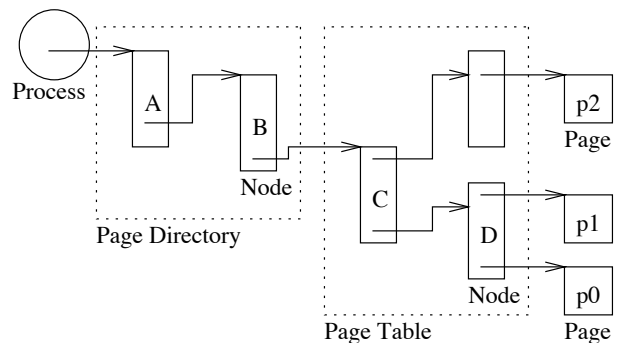 Process
A
B
Node
Page Directory
C
D
Node
Page Table
p2
Page
p1
p0
Page